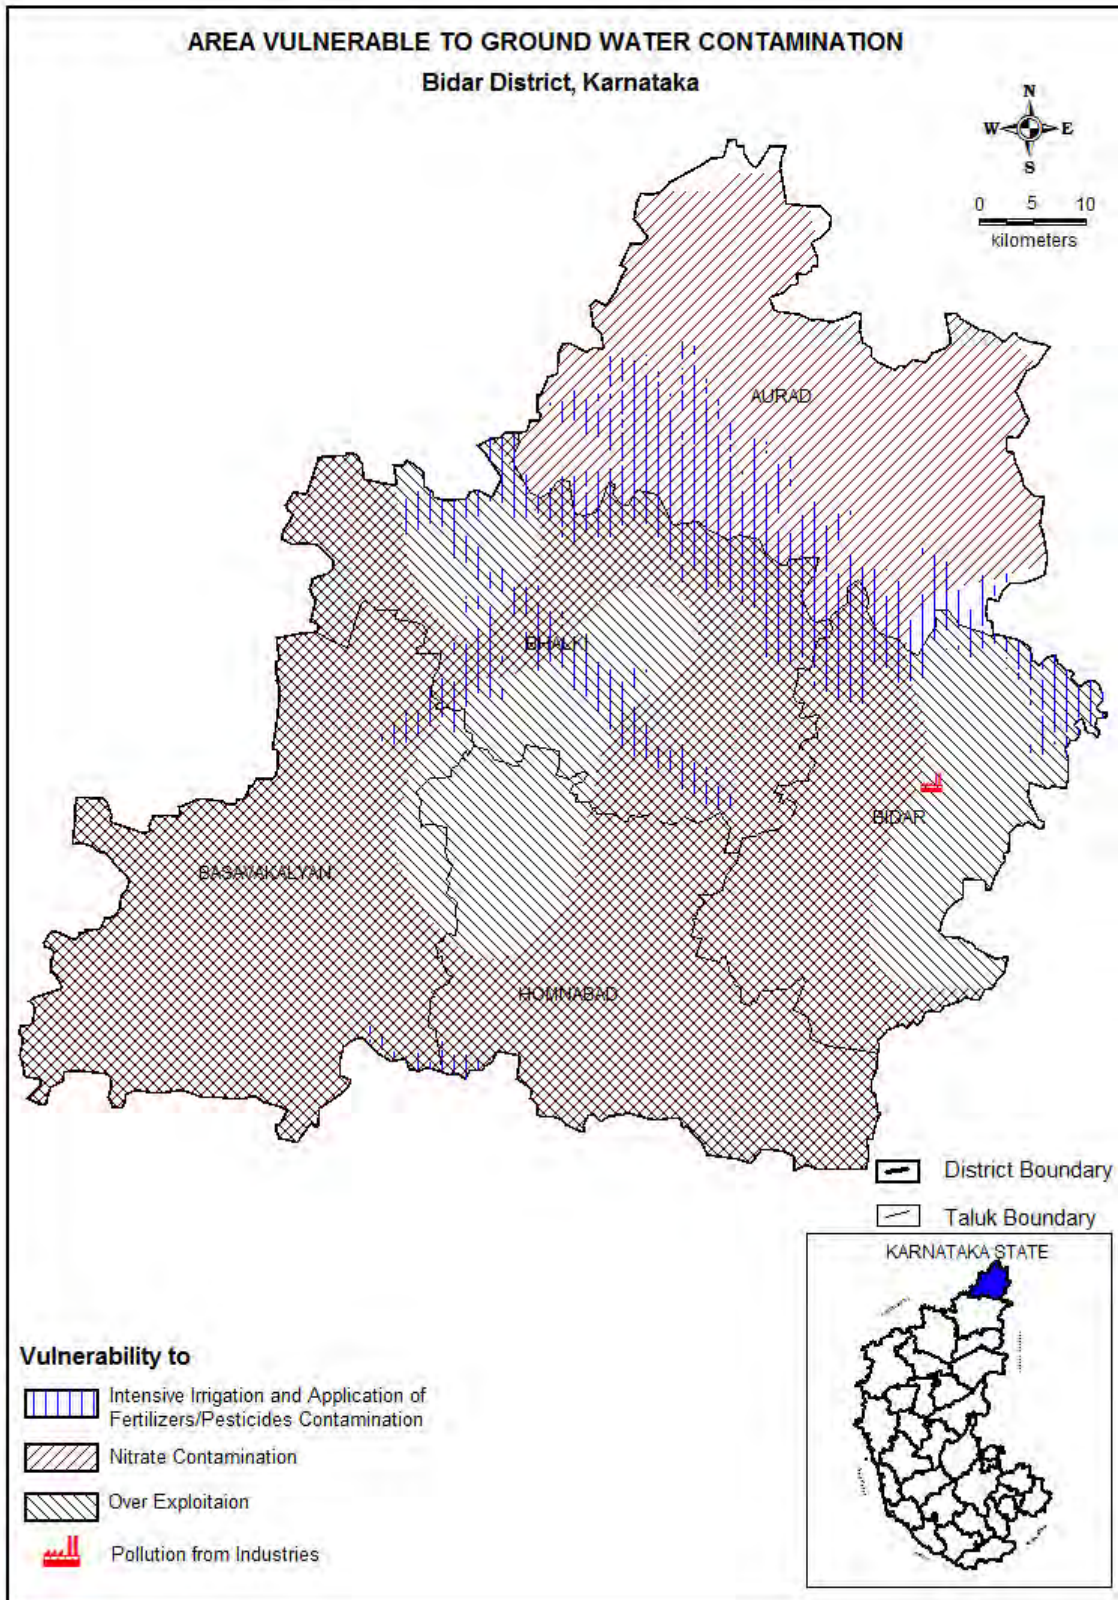 AREA VULNERABLE TO GROUND WATER CONTAMINATION
Bidar District, Karnataka
N
W E
S
0 5 10
kilometers
AURAD
BHALKI
BIDAR
BASAVAKALYAN
HOMNABAD
District Boundary
Taluk Boundary
KARNATAKA STATE
Vulnerability to
Intensive Irrigation and Application of
Fertilizers/Pesticides Contamination
Nitrate Contamination
Over Exploitaion
Pollution from Industries